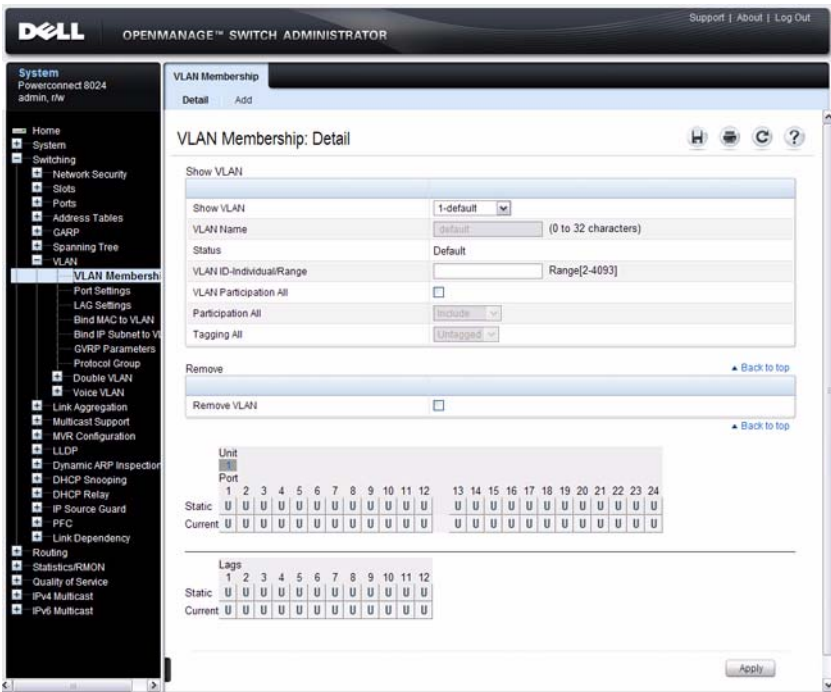 Support | About | Log Out
DELL OPENMANAGE™ SWITCH ADMINISTRATOR
System
Powerconnect 8024
admin, r/w
Home
System
Switching
Network Security
Slots
Ports
Address Tables
GARP
Spanning Tree
VLAN
VLAN Membershi
Port Settings
LAG Settings
Bind MAC to VLAN
Bind IP Subnet to VL
GVRP Parameters
Protocol Group
Double VLAN
Voice VLAN
Link Aggregation
Multicast Support
MVR Configuration
LLDP
Dynamic ARP Inspection
DHCP Snooping
DHCP Relay
IP Source Guard
PFC
Link Dependency
Routing
Statistics/RMON
Quality of Service
IPv4 Multicast
IPv6 Multicast
VLAN Membership
Detail Add
VLAN Membership: Detail
H C ?
Show VLAN
Show VLAN 1-default
VLAN Name default (0 to 32 characters)
Status Default
VLAN ID-Individual/Range Range[2-4093]
VLAN Participation All
Participation All Include
Tagging All Untagged
Remove Back to top
Remove VLAN
Back to top
Unit
1
Port
1 2 3 4 5 6 7 8 9 10 11 12 13 14 15 16 17 18 19 20 21 22 23 24
Static U U U U U U U U U U U U U U U U U U U U U U U U
Current U U U U U U U U U U U U U U U U U U U U U U U U
Lags
1 2 3 4 5 6 7 8 9 10 11 12
Static U U U U U U U U U U U U
Current U U U U U U U U U U U U
Apply